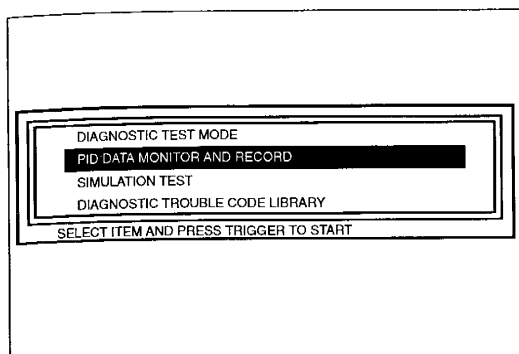 DIAGNOSTIC TEST MODE
PID DATA MONITOR AND RECORD
SIMULATION TEST
DIAGNOSTIC TROUBLE CODE LIBRARY
SELECT ITEM AND PRESS TRIGGER TO START